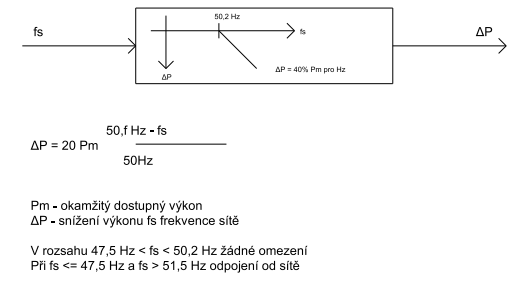 50,2 Hz
fs
ΔP
fs
ΔP
ΔP = 40% Pm pro Hz
50,f Hz - fs
ΔP = 20 Pm
50Hz
Pm - okamžitý dostupný výkon
ΔP - snížení výkonu fs frekvence sítě
V rozsahu 47,5 Hz < fs < 50,2 Hz žádné omezení
Při fs <= 47,5 Hz a fs > 51,5 Hz odpojení od sítě